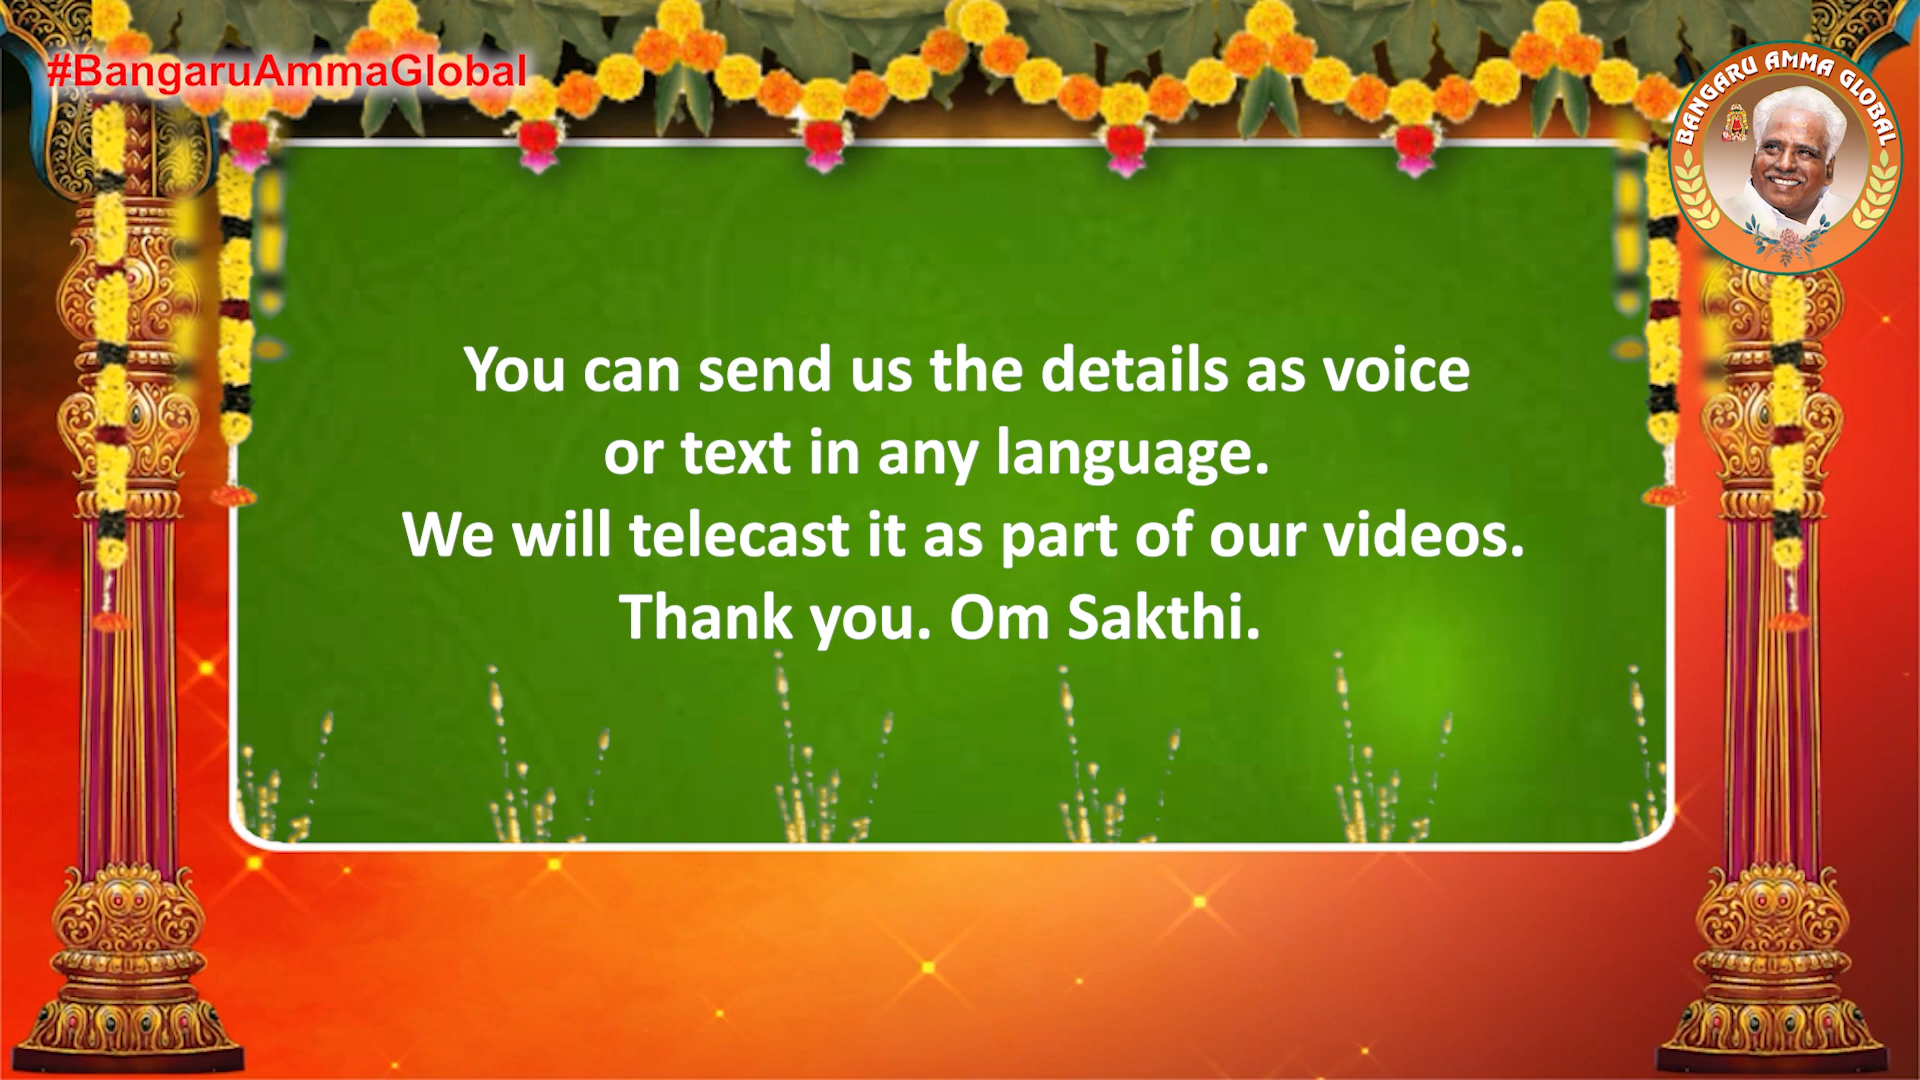 #BangaruAmmaGlobal
BANGARU AMMA GLOBAL
You can send us the details as voice
or text in any language.
We will telecast it as part of our videos.
Thank you. Om Sakthi.